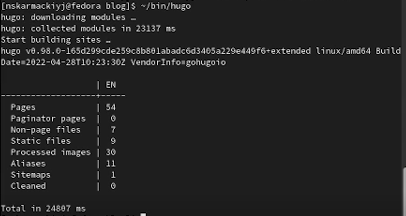 [nskarmackiyj@fedora blog]$ ~/bin/hugo
hugo: downloading modules …
hugo: collected modules in 23137 ms
Start building sites …
hugo v0.98.0-165d299cde259c8b801abadc6d3405a229e449f6+extended linux/amd64 Build
Date=2022-04-28T10:23:30Z VendorInfo=gohugoio
| EN
-------------------+-----
Pages | 54
Paginator pages | 0
Non-page files | 7
Static files | 9
Processed images | 30
Aliases | 11
Sitemaps | 1
Cleaned | 0
Total in 24807 ms